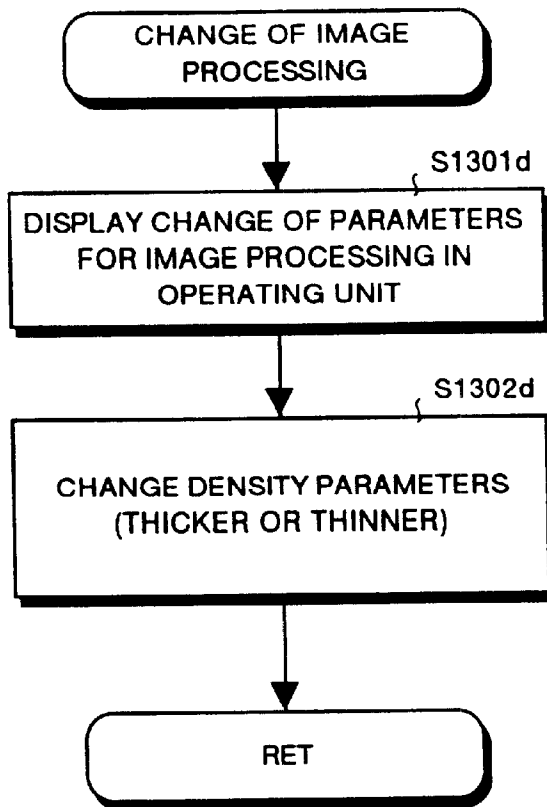 CHANGE OF IMAGE
PROCESSING
S1301d
DISPLAY CHANGE OF PARAMETERS
FOR IMAGE PROCESSING IN
OPERATING UNIT
S1302d
CHANGE DENSITY PARAMETERS
(THICKER OR THINNER)
RET